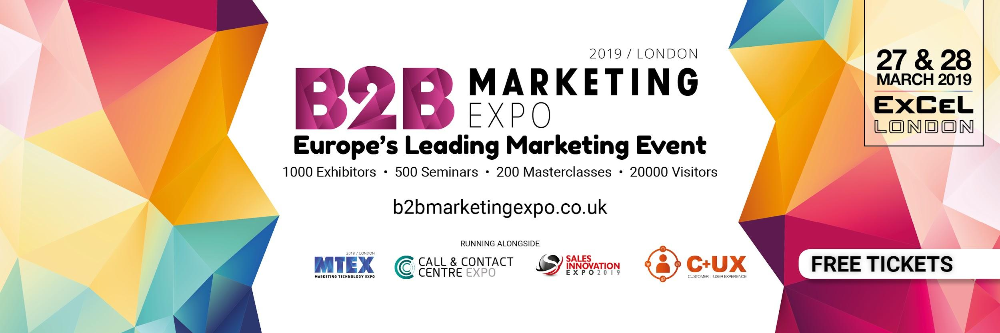 2019 / LONDON
B2B MARKETING
EXPO
Europe's Leading Marketing Event
1000 Exhibitors • 500 Seminars • 200 Masterclasses • 20000 Visitors
b2bmarketingexpo.co.uk
27 & 28
MARCH 2019
EXCEL
LONDON
RUNNING ALONGSIDE
2018 / LONDON
MTEX
MARKETING TECHNOLOGY EXPO
CALL & CONTACT
CENTRE EXPO
SALES
INNOVATION
EXPO 2019
C+UX
CUSTOMER + USER EXPERIENCE
FREE TICKETS